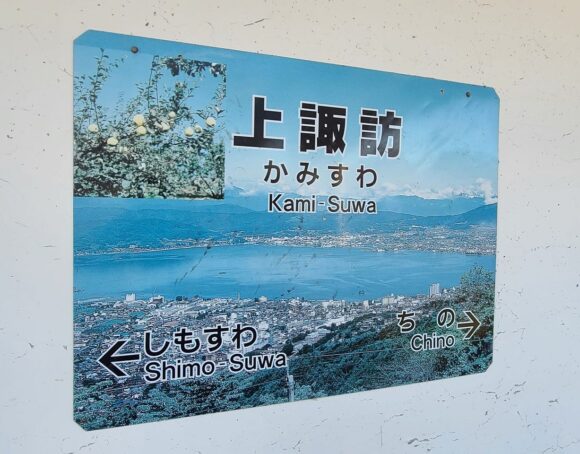 上諏訪
かみすわ
Kami-Suwa
←しもすわ
Shimo-Suwa
ちの→
Chino